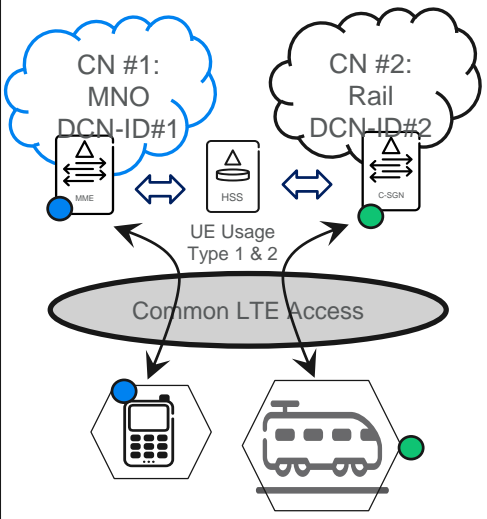 CN #1:
MNO
DCN-ID#1
CN #2:
Rail
DCN-ID#2
MME
HSS
C-SGN
UE Usage
Type 1 & 2
Common LTE Access